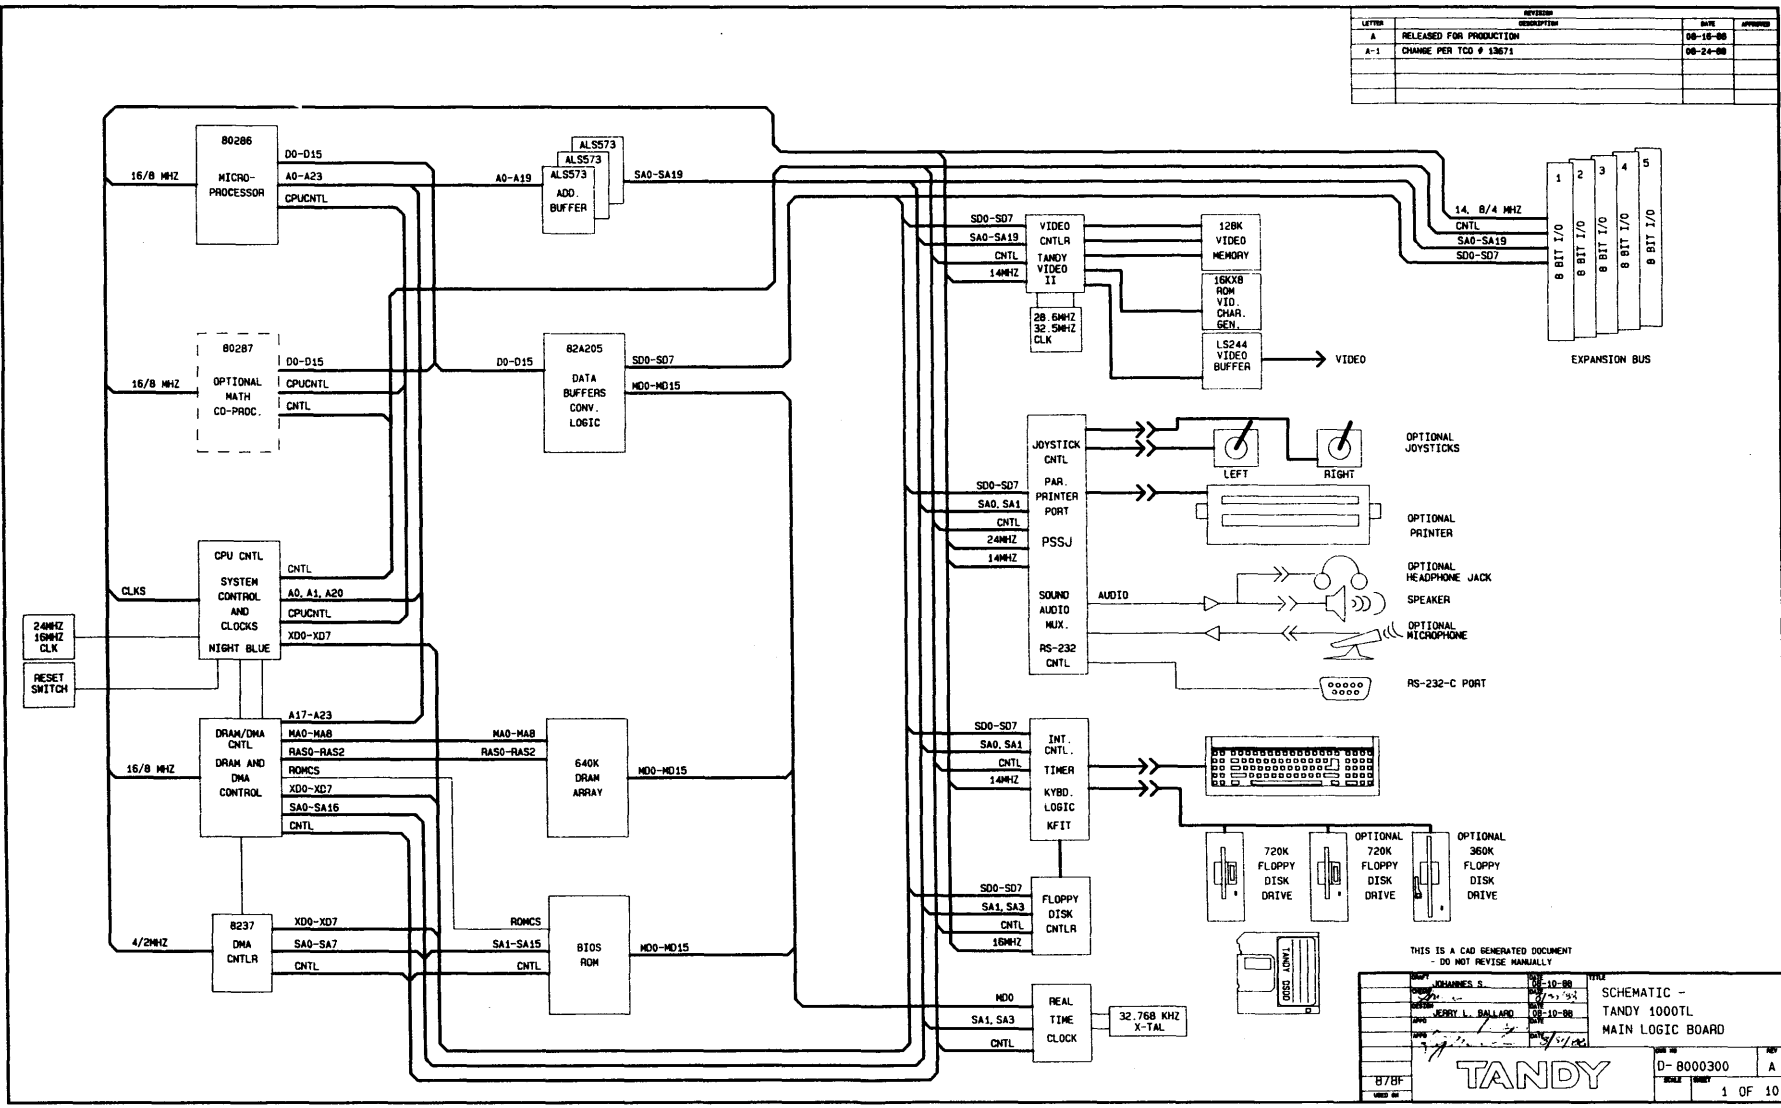 REVISION
LETTER DESCRIPTION DATE APPROVED
A RELEASED FOR PRODUCTION 08-16-88
A-1 CHANGE PER TCO # 13671 08-24-88
80286
MICRO-
PROCESSOR
16/8 MHZ
D0-D15
A0-A23
CPUCNTL
A0-A19
ALS573
ALS573
ALS573
ADD.
BUFFER
SA0-SA19
80287
OPTIONAL
MATH
CO-PROC.
16/8 MHZ
D0-D15
CPUCNTL
CNTL
D0-D15
82A205
DATA
BUFFERS
CONV.
LOGIC
SD0-SD7
MD0-MD15
CPU CNTL
SYSTEM
CONTROL
AND
CLOCKS
NIGHT BLUE
CLKS
CNTL
A0, A1, A20
CPUCNTL
XD0-XD7
24MHZ
16MHZ
CLK
RESET
SWITCH
DRAM/DMA
CNTL
DRAM AND
DMA
CONTROL
16/8 MHZ
A17-A23
MA0-MA8
RAS0-RAS2
ROMCS
XD0-XD7
SA0-SA16
CNTL
MA0-MA8
RAS0-RAS2
640K
DRAM
ARRAY
MD0-MD15
8237
DMA
CNTLR
4/2MHZ
XD0-XD7
SA0-SA7
CNTL
ROMCS
SA1-SA15
CNTL
BIOS
ROM
MD0-MD15
SD0-SD7
SA0-SA19
CNTL
14MHZ
VIDEO
CNTLR
TANDY
VIDEO
II
28.6MHZ
32.5MHZ
CLK
128K
VIDEO
MEMORY
16KX8
ROM
VID.
CHAR.
GEN.
LS244
VIDEO
BUFFER
VIDEO
14, 8/4 MHZ
CNTL
SA0-SA19
SD0-SD7
1
8 BIT I/O
2
8 BIT I/O
3
8 BIT I/O
4
8 BIT I/O
5
8 BIT I/O
EXPANSION BUS
SD0-SD7
SA0, SA1
CNTL
24MHZ
14MHZ
JOYSTICK
CNTL
PAR.
PRINTER
PORT
PSSJ
SOUND
AUDIO
MUX.
RS-232
CNTL
LEFT
RIGHT
OPTIONAL
JOYSTICKS
OPTIONAL
PRINTER
AUDIO
OPTIONAL
HEADPHONE JACK
SPEAKER
OPTIONAL
MICROPHONE
RS-232-C PORT
SD0-SD7
SA0, SA1
CNTL
14MHZ
INT.
CNTL.
TIMER
KYBD.
LOGIC
KFIT
720K
FLOPPY
DISK
DRIVE
OPTIONAL
720K
FLOPPY
DISK
DRIVE
OPTIONAL
360K
FLOPPY
DISK
DRIVE
SD0-SD7
SA1, SA3
CNTL
16MHZ
FLOPPY
DISK
CNTLR
TANDY DSDD
MD0
SA1, SA3
CNTL
REAL
TIME
CLOCK
32.768 KHZ
X-TAL
THIS IS A CAD GENERATED DOCUMENT
- DO NOT REVISE MANUALLY
DRAFT JOHANNES S. DATE 08-10-88
DESIGN JERRY L. BALLARD DATE 08-10-88
TITLE
SCHEMATIC -
TANDY 1000TL
MAIN LOGIC BOARD
878F
USED ON
TANDY
DWG NO
D-8000300
REV
A
SCALE
SHEET
1 OF 10